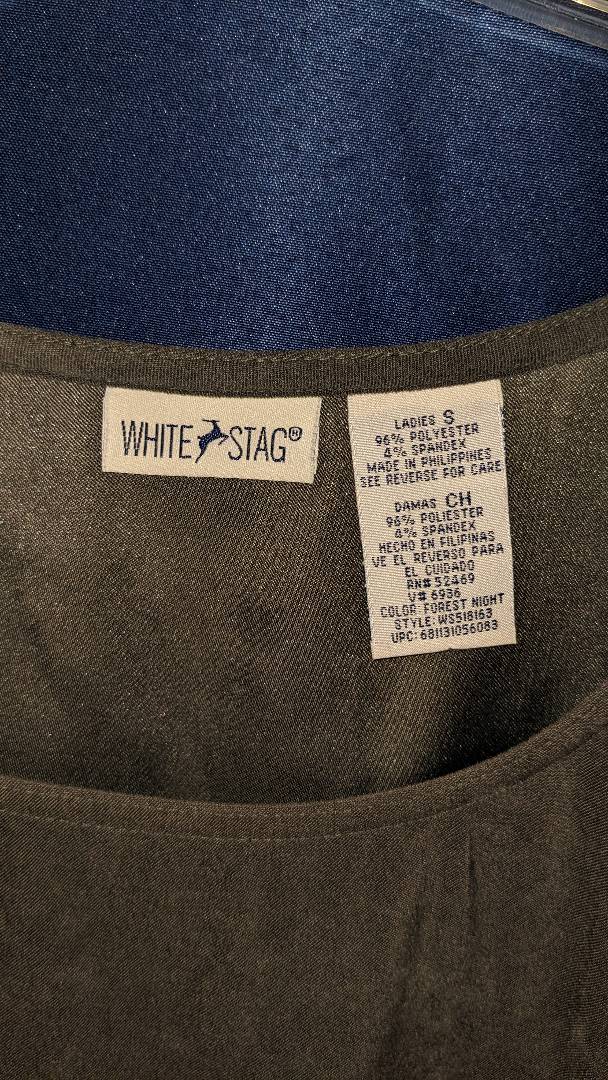 WHITE STAG®
LADIES S
96% POLYESTER
4% SPANDEX
MADE IN PHILIPPINES
SEE REVERSE FOR CARE
DAMAS CH
96% POLIESTER
4% SPANDEX
HECHO EN FILIPINAS
VE EL REVERSO PARA
EL CUIDADO
RN# 52469
V# 6936
COLOR: FOREST NIGHT
STYLE: WS518163
UPC: 681131056083